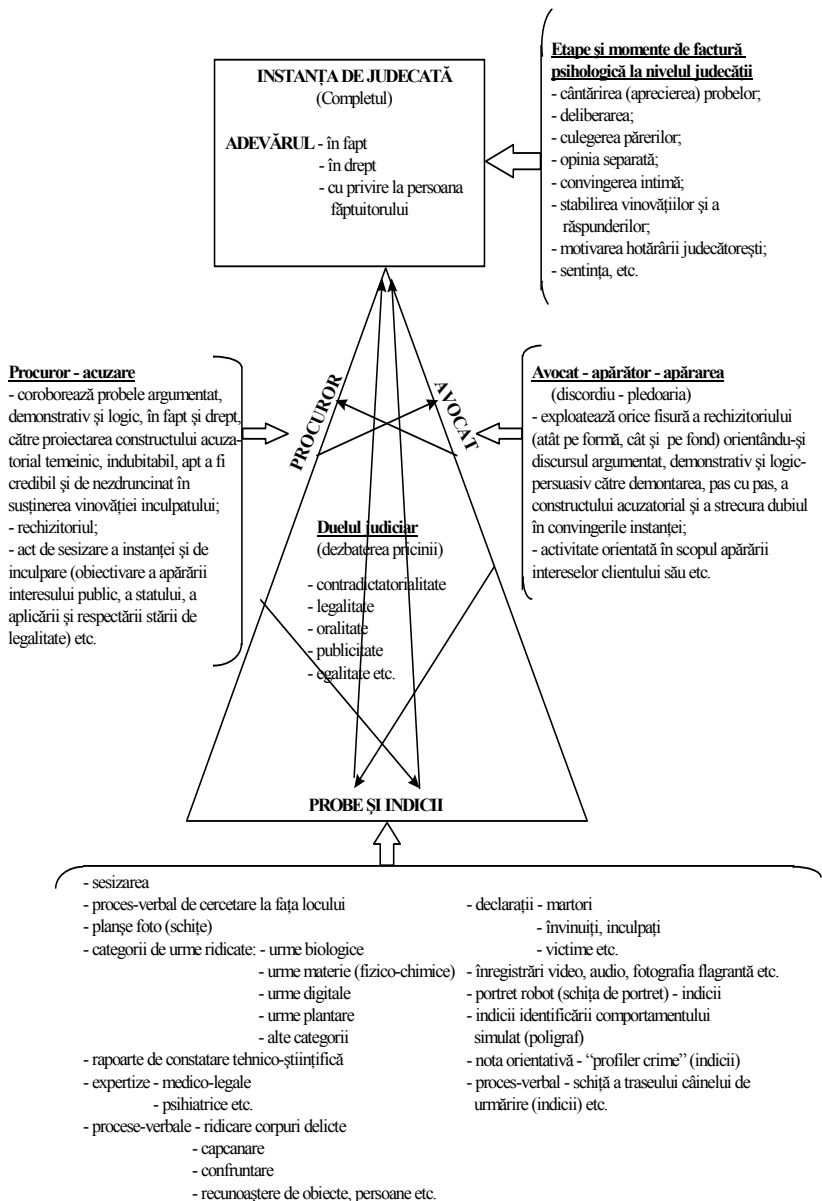 INSTANȚA DE JUDECATĂ
(Completul)
ADEVĂRUL - în fapt
- în drept
- cu privire la persoana
făptuitorului
Etape și momente de factură
psihologică la nivelul judecății
- cântărirea (aprecierea) probelor;
- deliberarea;
- culegerea părerilor;
- opinia separată;
- convingerea intimă;
- stabilirea vinovățiilor și a
răspunderilor;
- motivarea hotărârii judecătorești;
- sentința, etc.
Procuror - acuzare
- coroborează probele argumentat,
demonstrativ și logic, în fapt și drept,
către proiectarea constructului acuza-
torial temeinic, indubitabil, apt a fi
credibil și de nezdruncinat în
susținerea vinovăției inculpatului;
- rechizitoriul;
- act de sesizare a instanței și de
inculpare (obiectivare a apărării
interesului public, a statului, a
aplicării și respectării stării de
legalitate) etc.
PROCUROR
AVOCAT
Avocat - apărător - apărarea
(discordiu - pledoaria)
- exploatează orice fisură a rechizitoriului
(atât pe formă, cât și pe fond) orientându-și
discursul argumentat, demonstrativ și logic-
persuasiv către demontarea, pas cu pas, a
constructului acuzatorial și a strecura dubiul
în convingerile instanței;
- activitate orientată în scopul apărării
intereselor clientului său etc.
Duelul judiciar
(dezbaterea pricinii)
- contradictatorialitate
- legalitate
- oralitate
- publicitate
- egalitate etc.
PROBE ȘI INDICII
- sesizarea
- proces-verbal de cercetare la fața locului
- planșe foto (schițe)
- categorii de urme ridicate: - urme biologice
- urme materie (fizico-chimice)
- urme digitale
- urme plantare
- alte categorii
- rapoarte de constatare tehnico-științifică
- expertize - medico-legale
- psihiatrice etc.
- procese-verbale - ridicare corpuri delicte
- capcanare
- confruntare
- recunoaștere de obiecte, persoane etc.
- declarații - martori
- învinuiți, inculpați
- victime etc.
- înregistrări video, audio, fotografia flagrantă etc.
- portret robot (schița de portret) - indicii
- indicii identificării comportamentului
simulat (poligraf)
- nota orientativă - “profiler crime” (indicii)
- proces-verbal - schiță a traseului câinelui de
urmărire (indicii) etc.